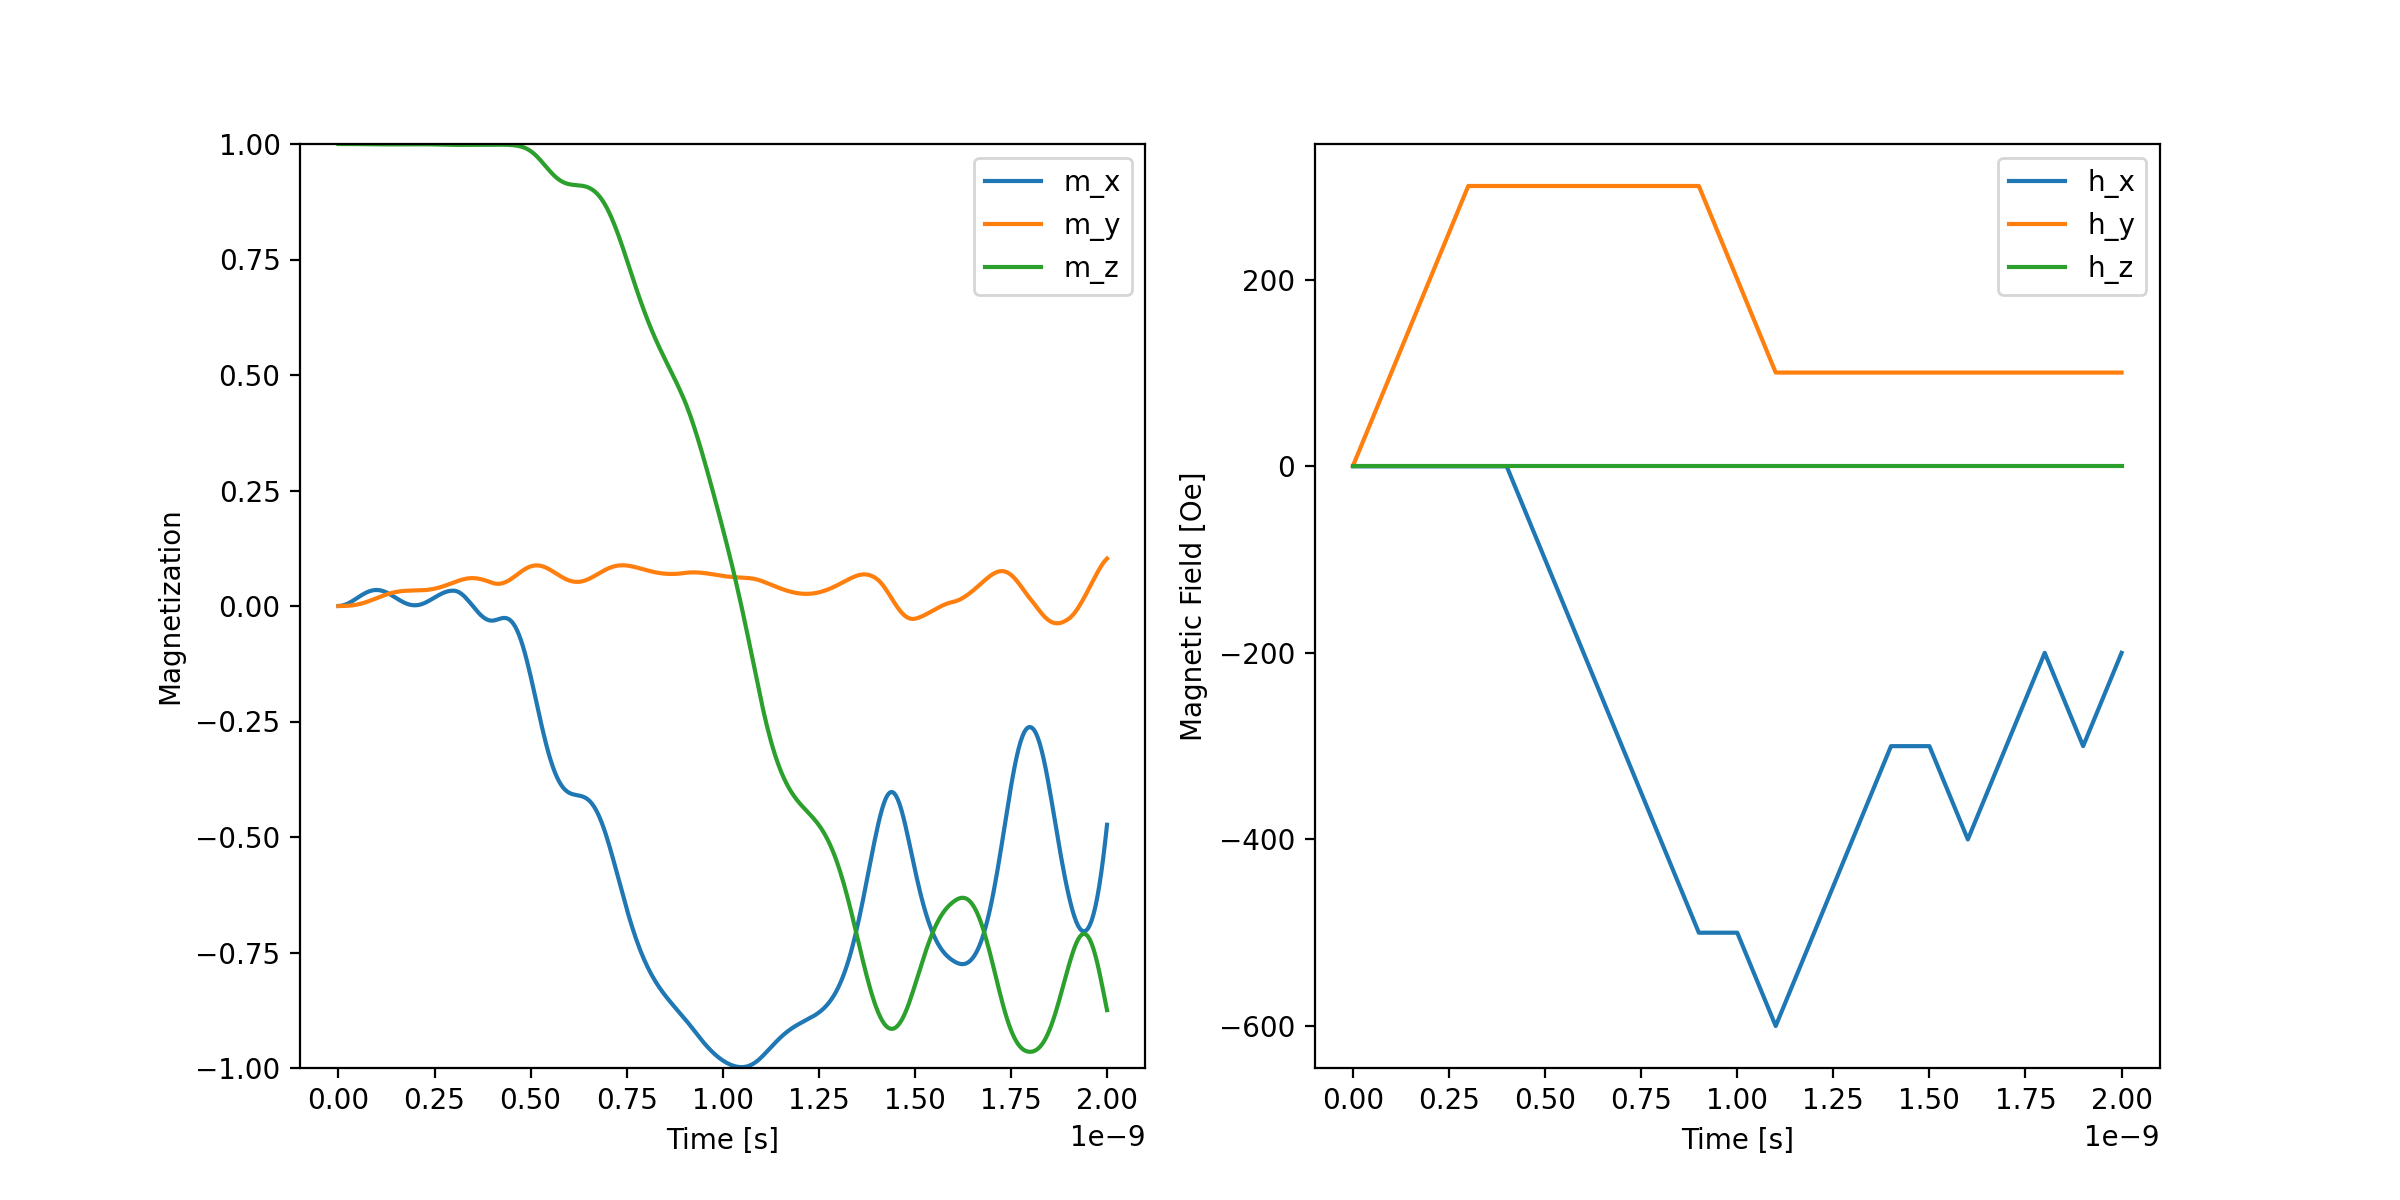 Magnetization
1.00
0.75
0.50
0.25
0.00
−0.25
−0.50
−0.75
−1.00
m_x
m_y
m_z
0.00 0.25 0.50 0.75 1.00 1.25 1.50 1.75 2.00
Time [s]
1e−9
Magnetic Field [Oe]
200
0
−200
−400
−600
h_x
h_y
h_z
0.00 0.25 0.50 0.75 1.00 1.25 1.50 1.75 2.00
Time [s]
1e−9